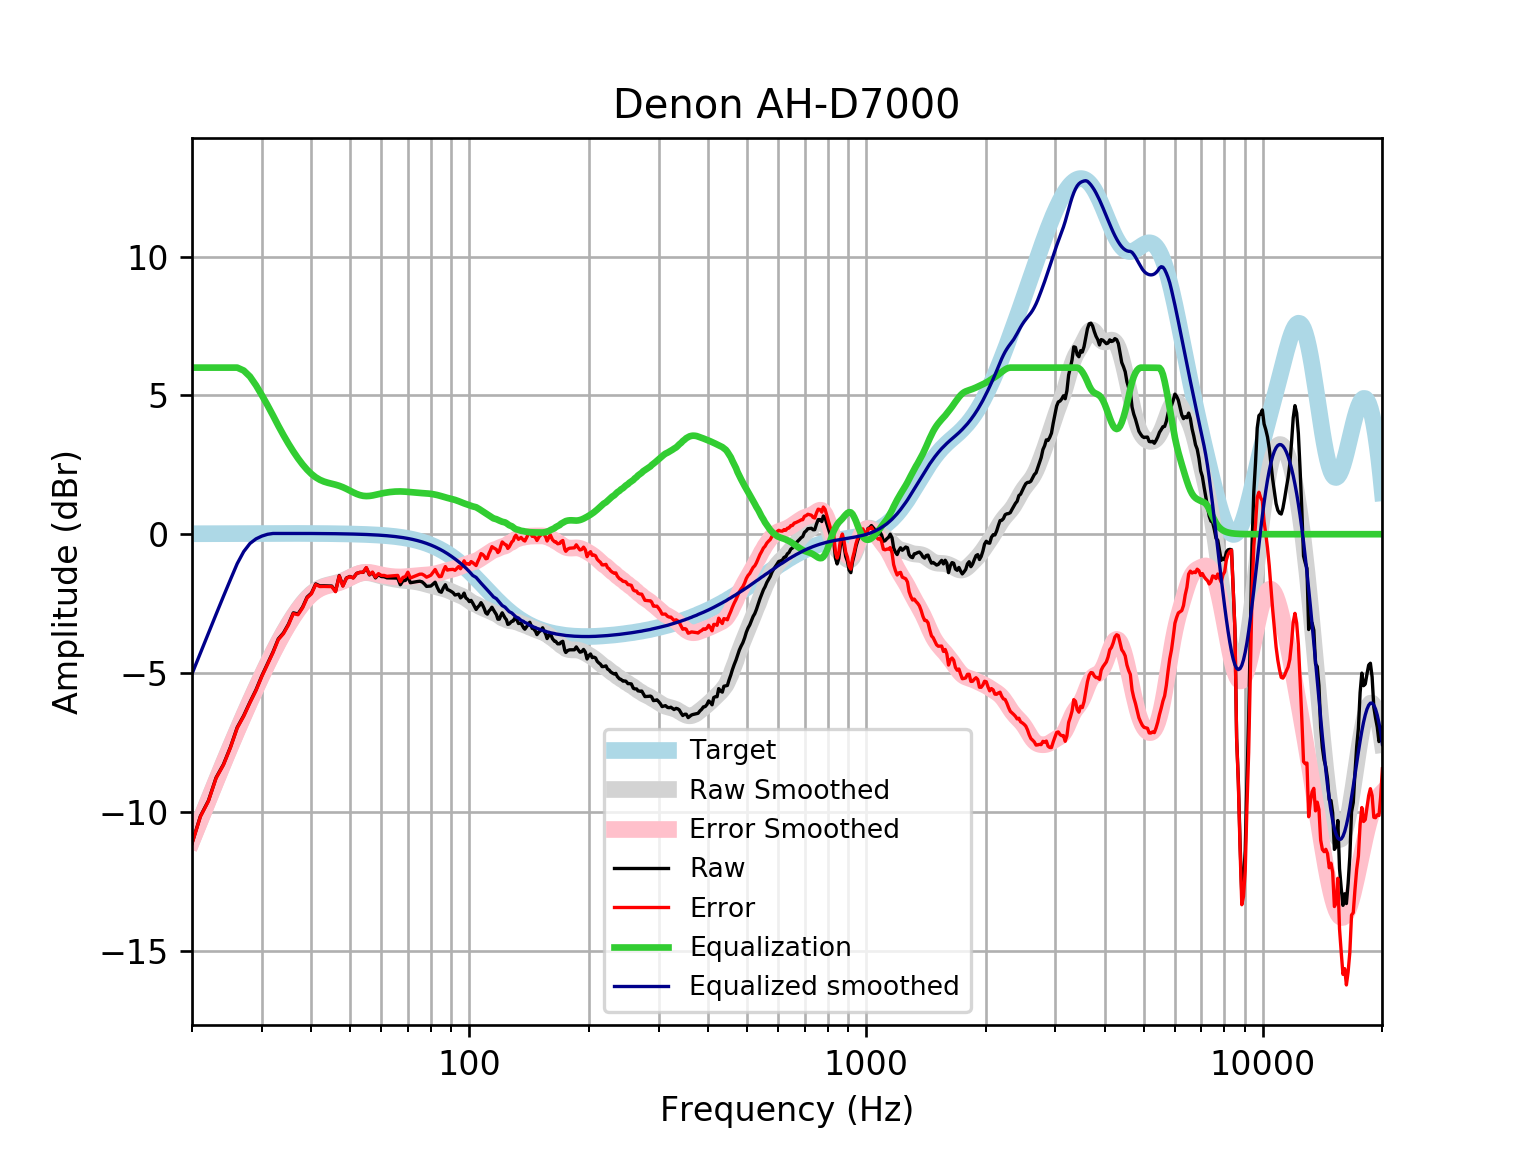 Denon AH-D7000
Amplitude (dBr)
10
5
0
−5
−10
−15
Target
Raw Smoothed
Error Smoothed
Raw
Error
Equalization
Equalized smoothed
100
1000
10000
Frequency (Hz)